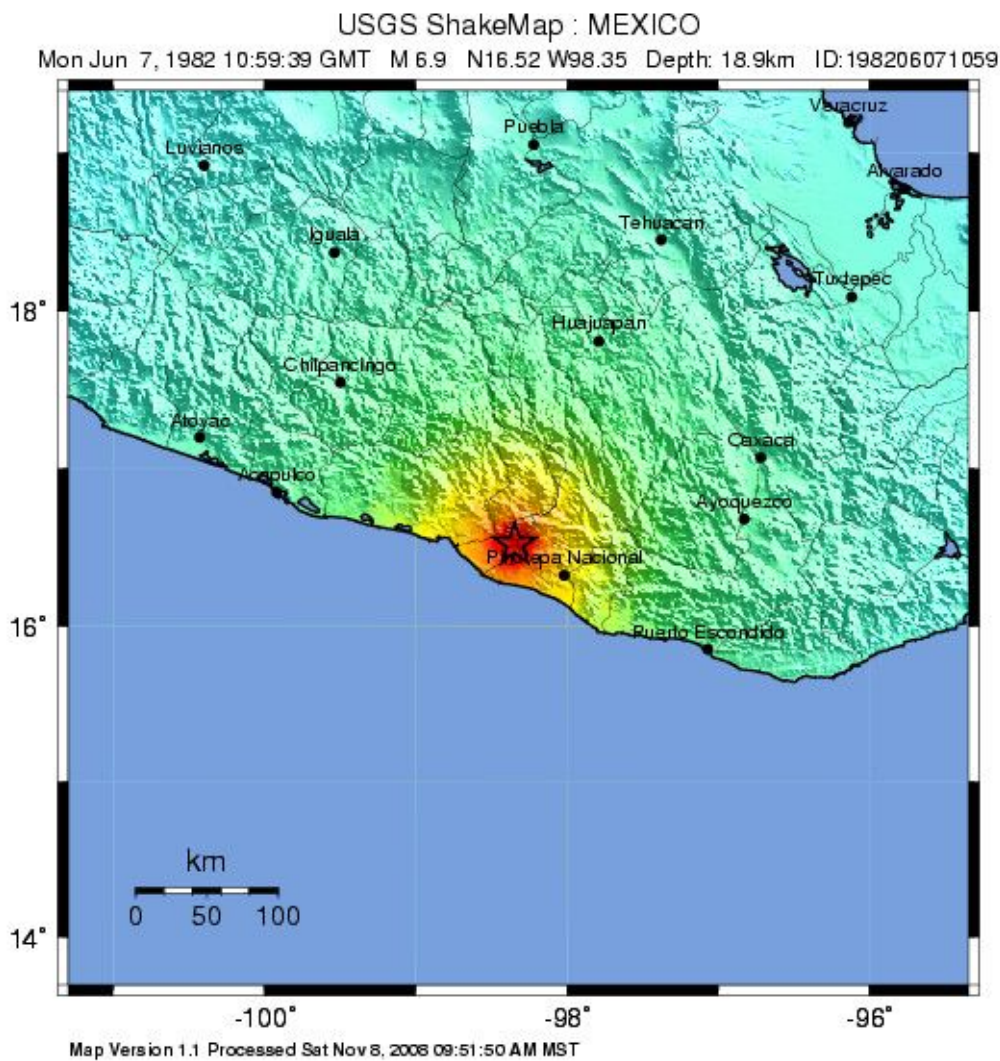 USGS ShakeMap : MEXICO
Mon Jun 7, 1982 10:59:39 GMT M 6.9 N16.52 W98.35 Depth: 18.9km ID:198206071059
Veracruz
Puebla
Luvianos
Alvarado
Tehuacan
Iguala
Tuxtepec
18°
Huajuapan
Chilpancingo
Atoyac
Oaxaca
Acapulco
Ayoquezco
Pinotepa Nacional
16°
Puerto Escondido
km
0 50 100
14°
-100° -98° -96°
Map Version 1.1 Processed Sat Nov 8, 2008 09:51:50 AM MST